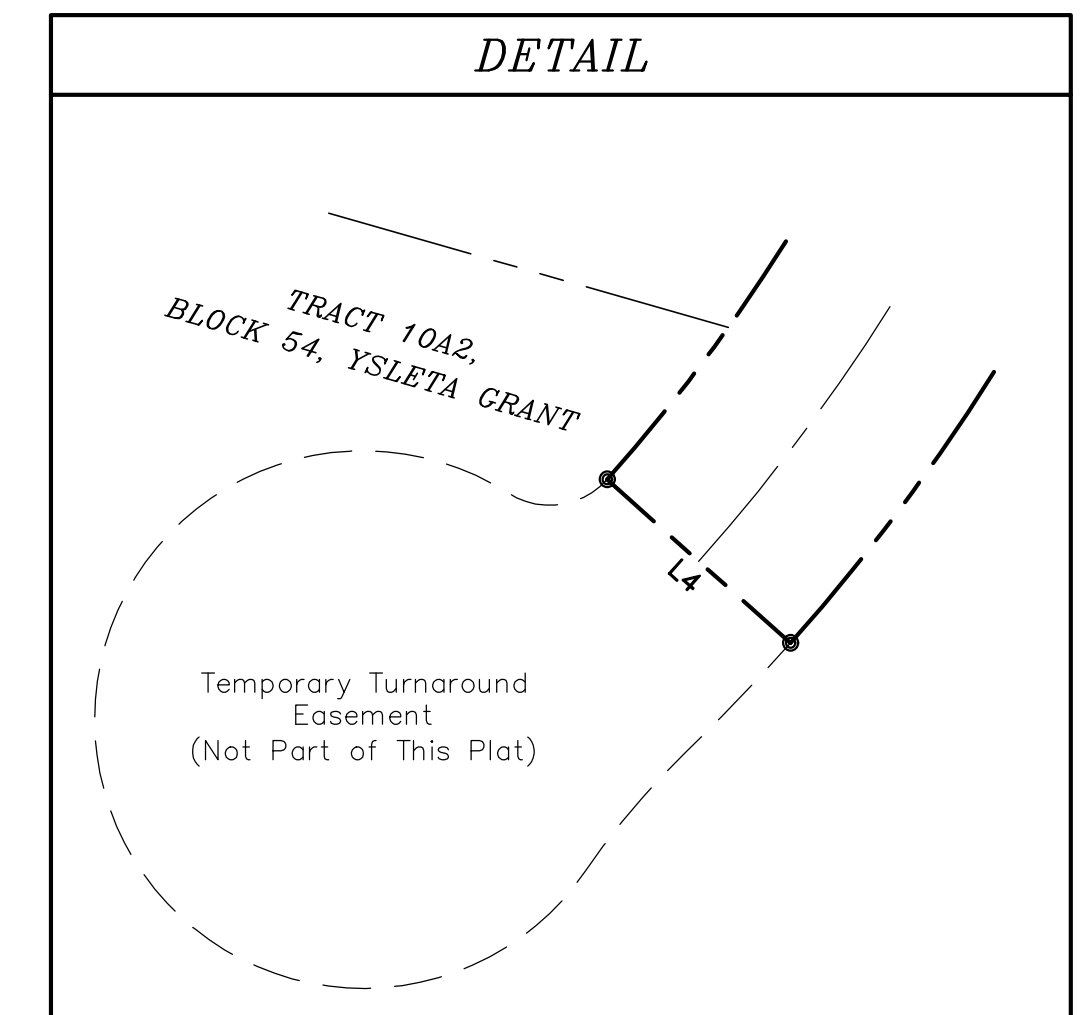 DETAIL
TRACT 10A2,
BLOCK 54, YSLETA GRANT
L4
Temporary Turnaround
Easement
(Not Part of This Plat)